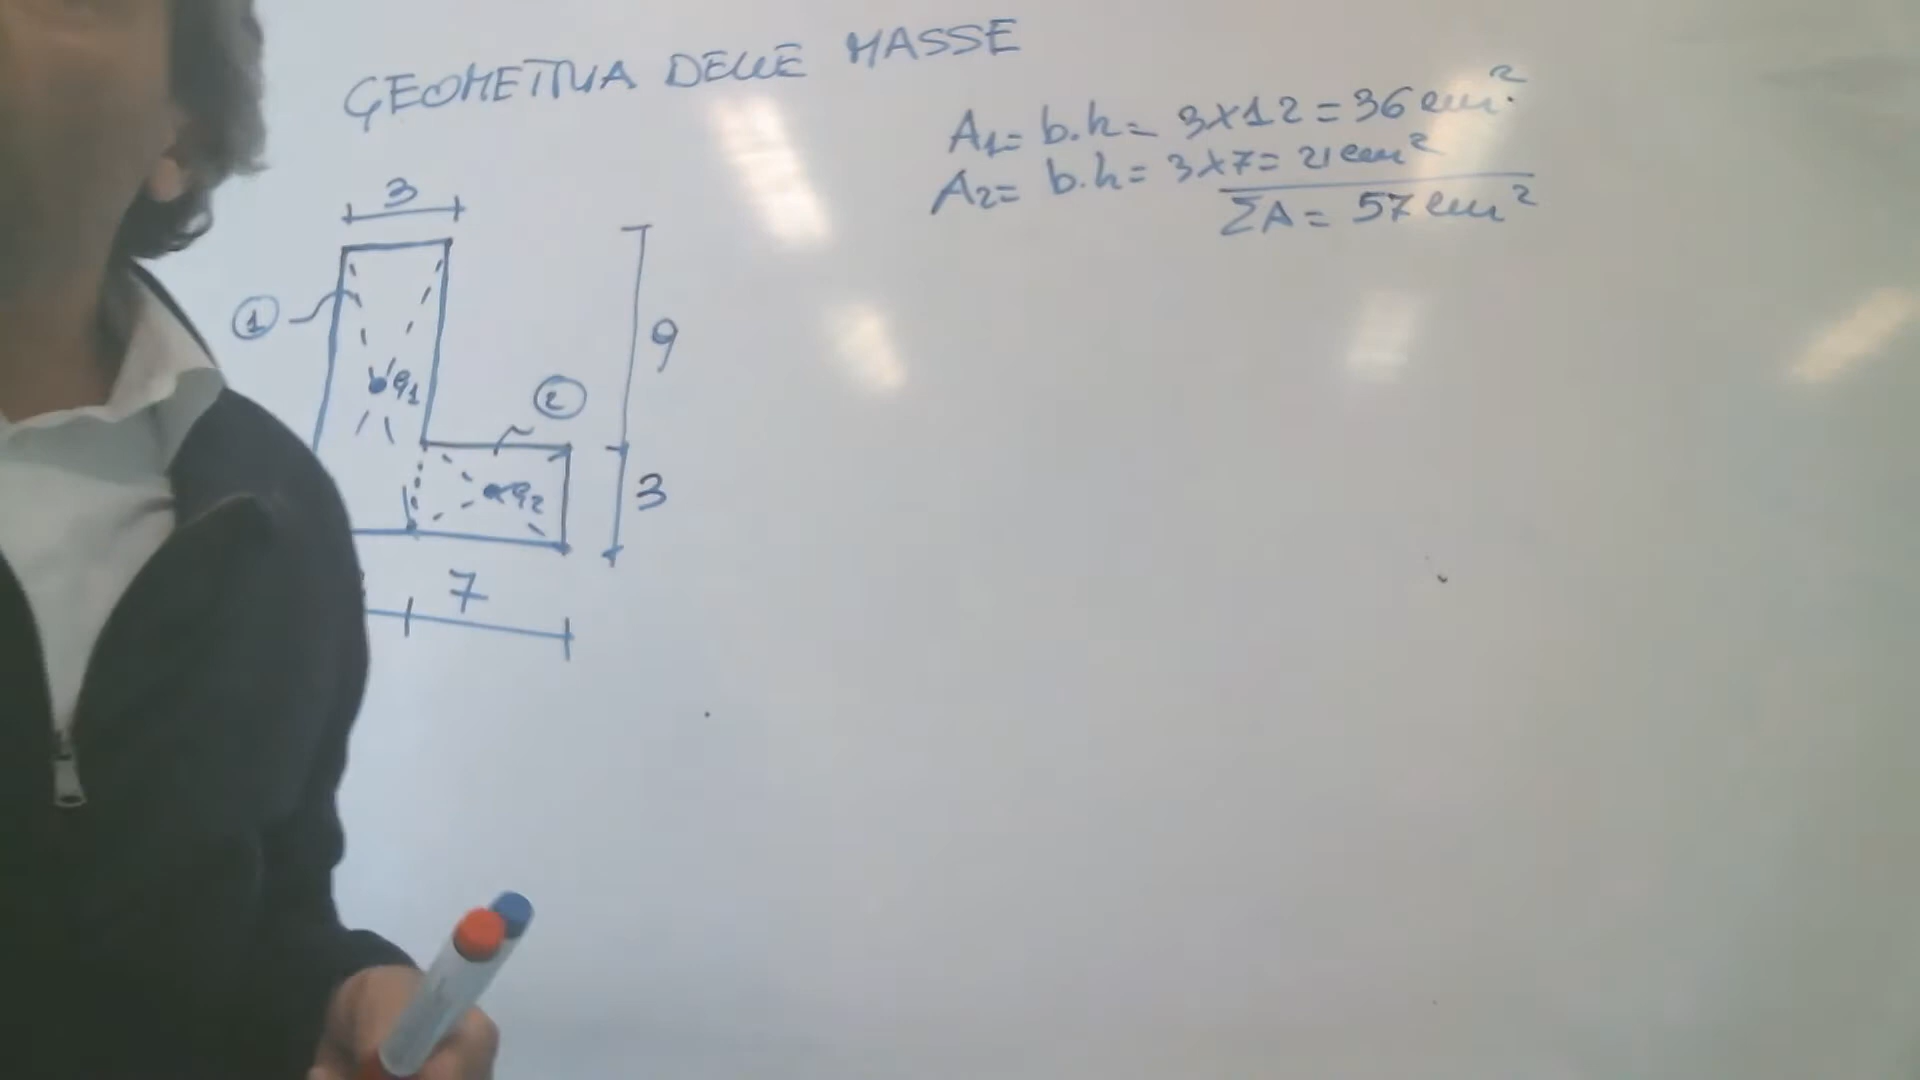 GEOMETRIA DELLE MASSE
A1= b.h= 3x12=36 cm²
A2= b.h= 3x7= 21 cm²
ΣA= 57 cm²
3
1
G1
9
2
G2
3
7